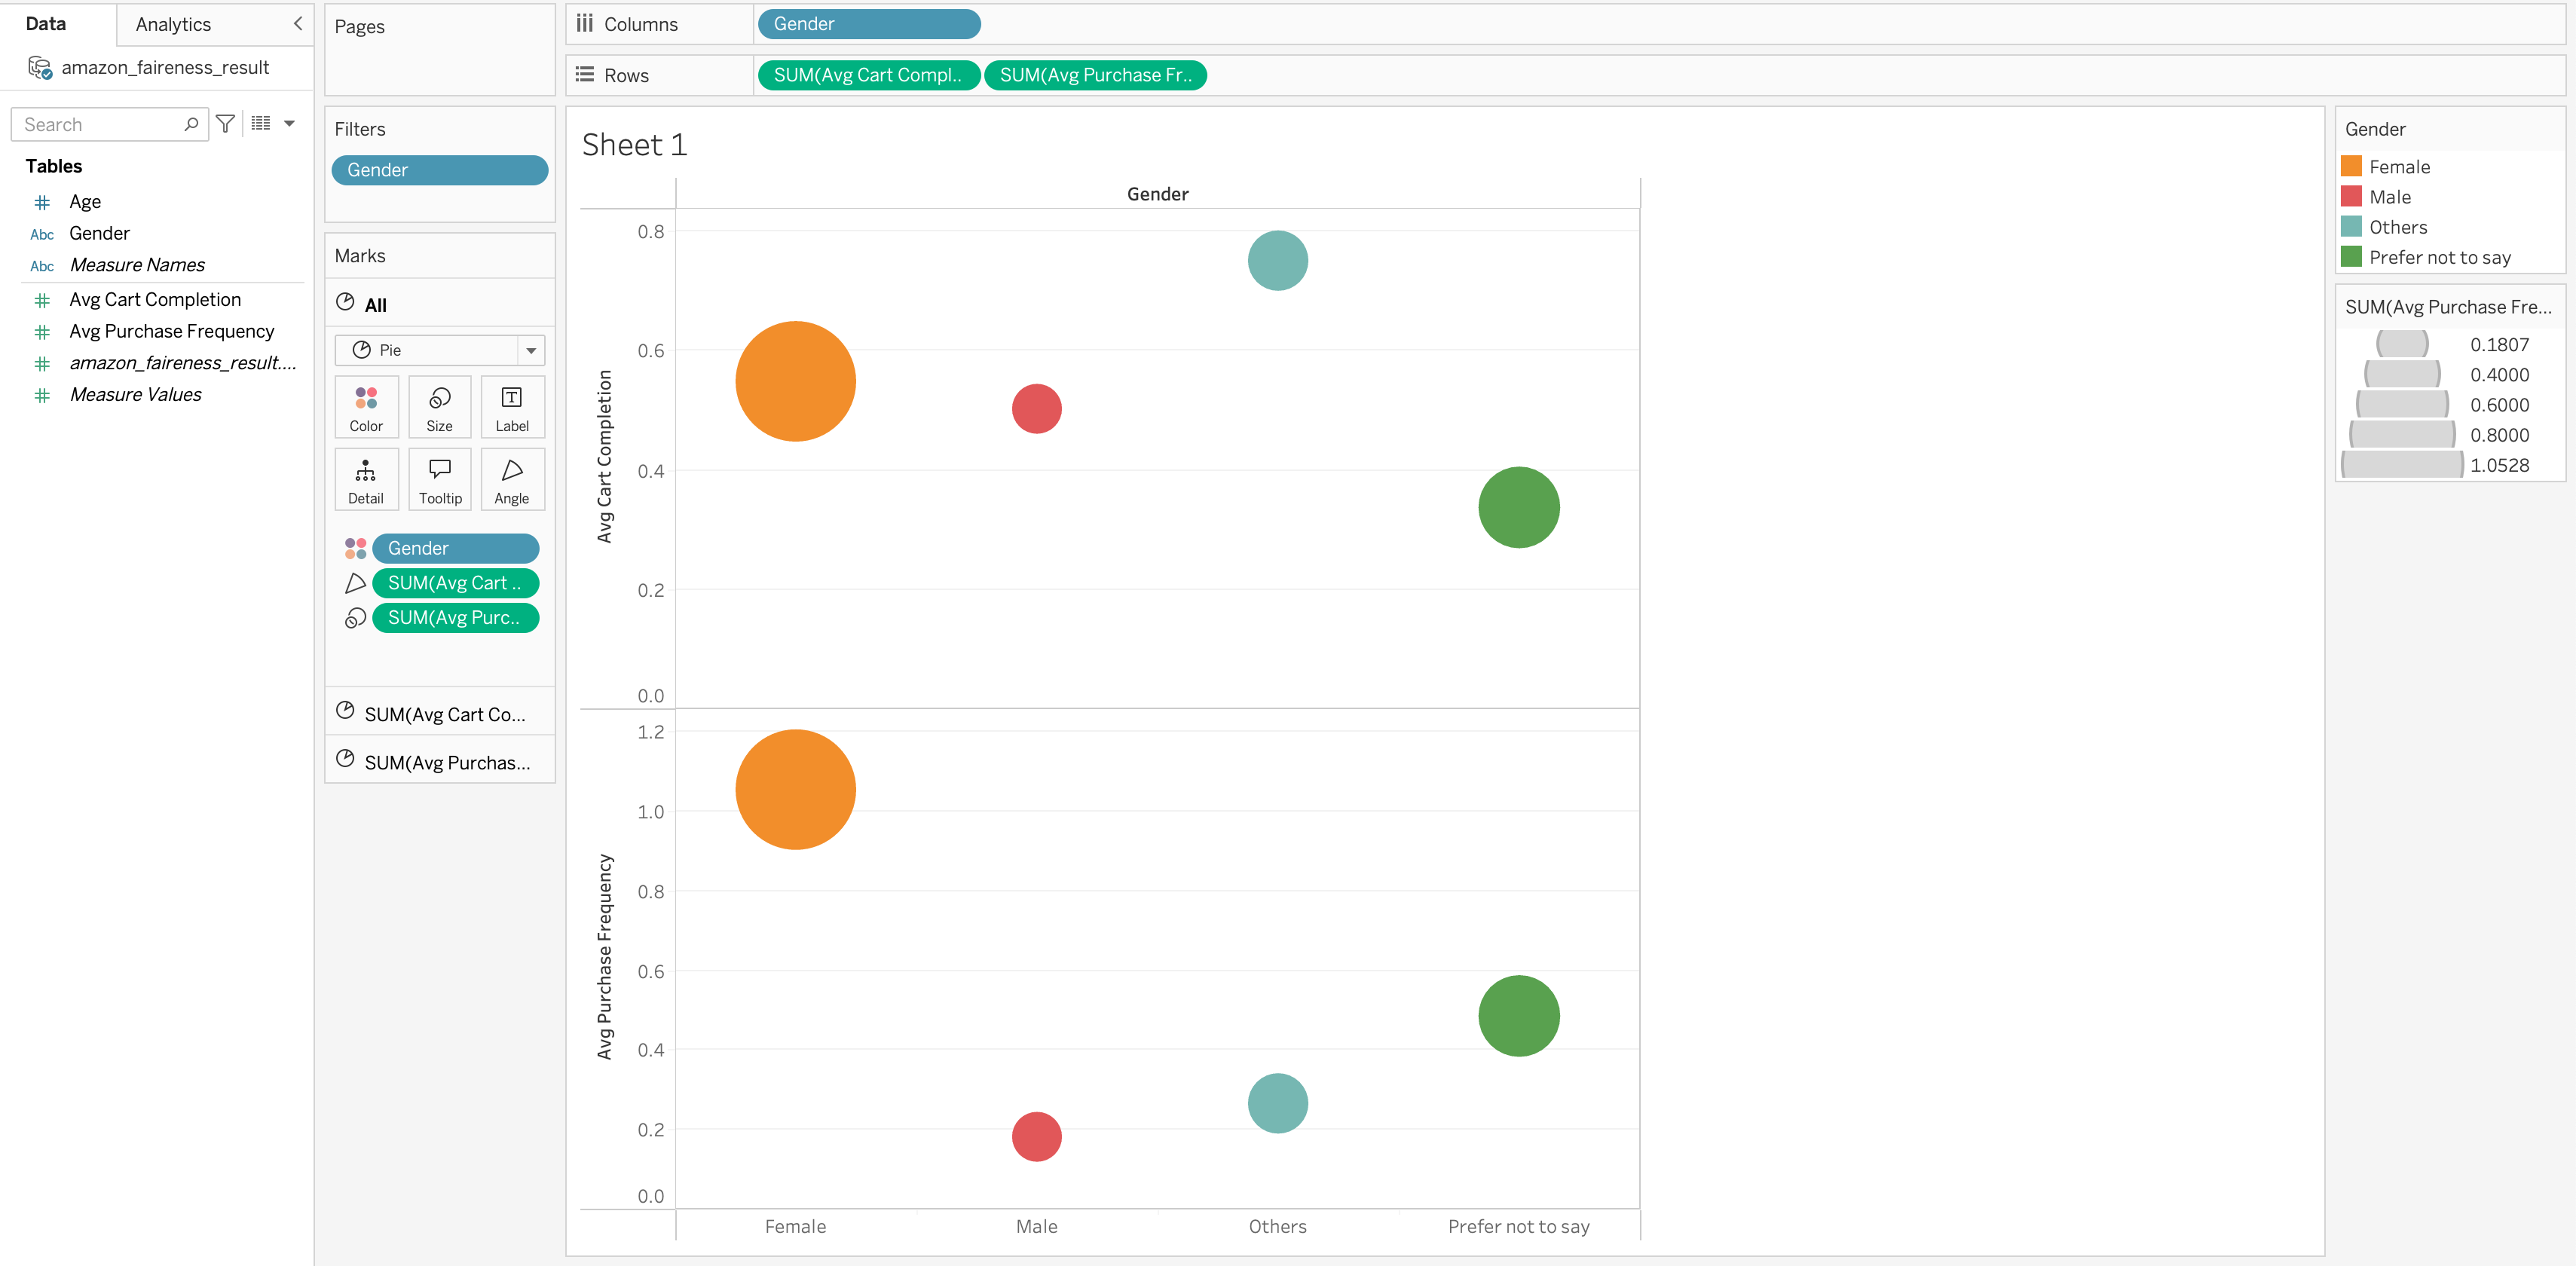 Data
Analytics
amazon_faireness_result
Search
Tables
Age
Abc Gender
Abc Measure Names
Avg Cart Completion
Avg Purchase Frequency
amazon_faireness_result....
Measure Values
Pages
Filters
Gender
Marks
All
Pie
Color Size Label
Detail Tooltip Angle
Gender
SUM(Avg Cart ..
SUM(Avg Purc..
SUM(Avg Cart Co...
SUM(Avg Purchas...
Columns Gender
Rows SUM(Avg Cart Compl.. SUM(Avg Purchase Fr..
Sheet 1
Gender
Avg Cart Completion
0.8
0.6
0.4
0.2
0.0
Avg Purchase Frequency
1.2
1.0
0.8
0.6
0.4
0.2
0.0
Female Male Others Prefer not to say
Gender
Female
Male
Others
Prefer not to say
SUM(Avg Purchase Fre...
0.1807
0.4000
0.6000
0.8000
1.0528